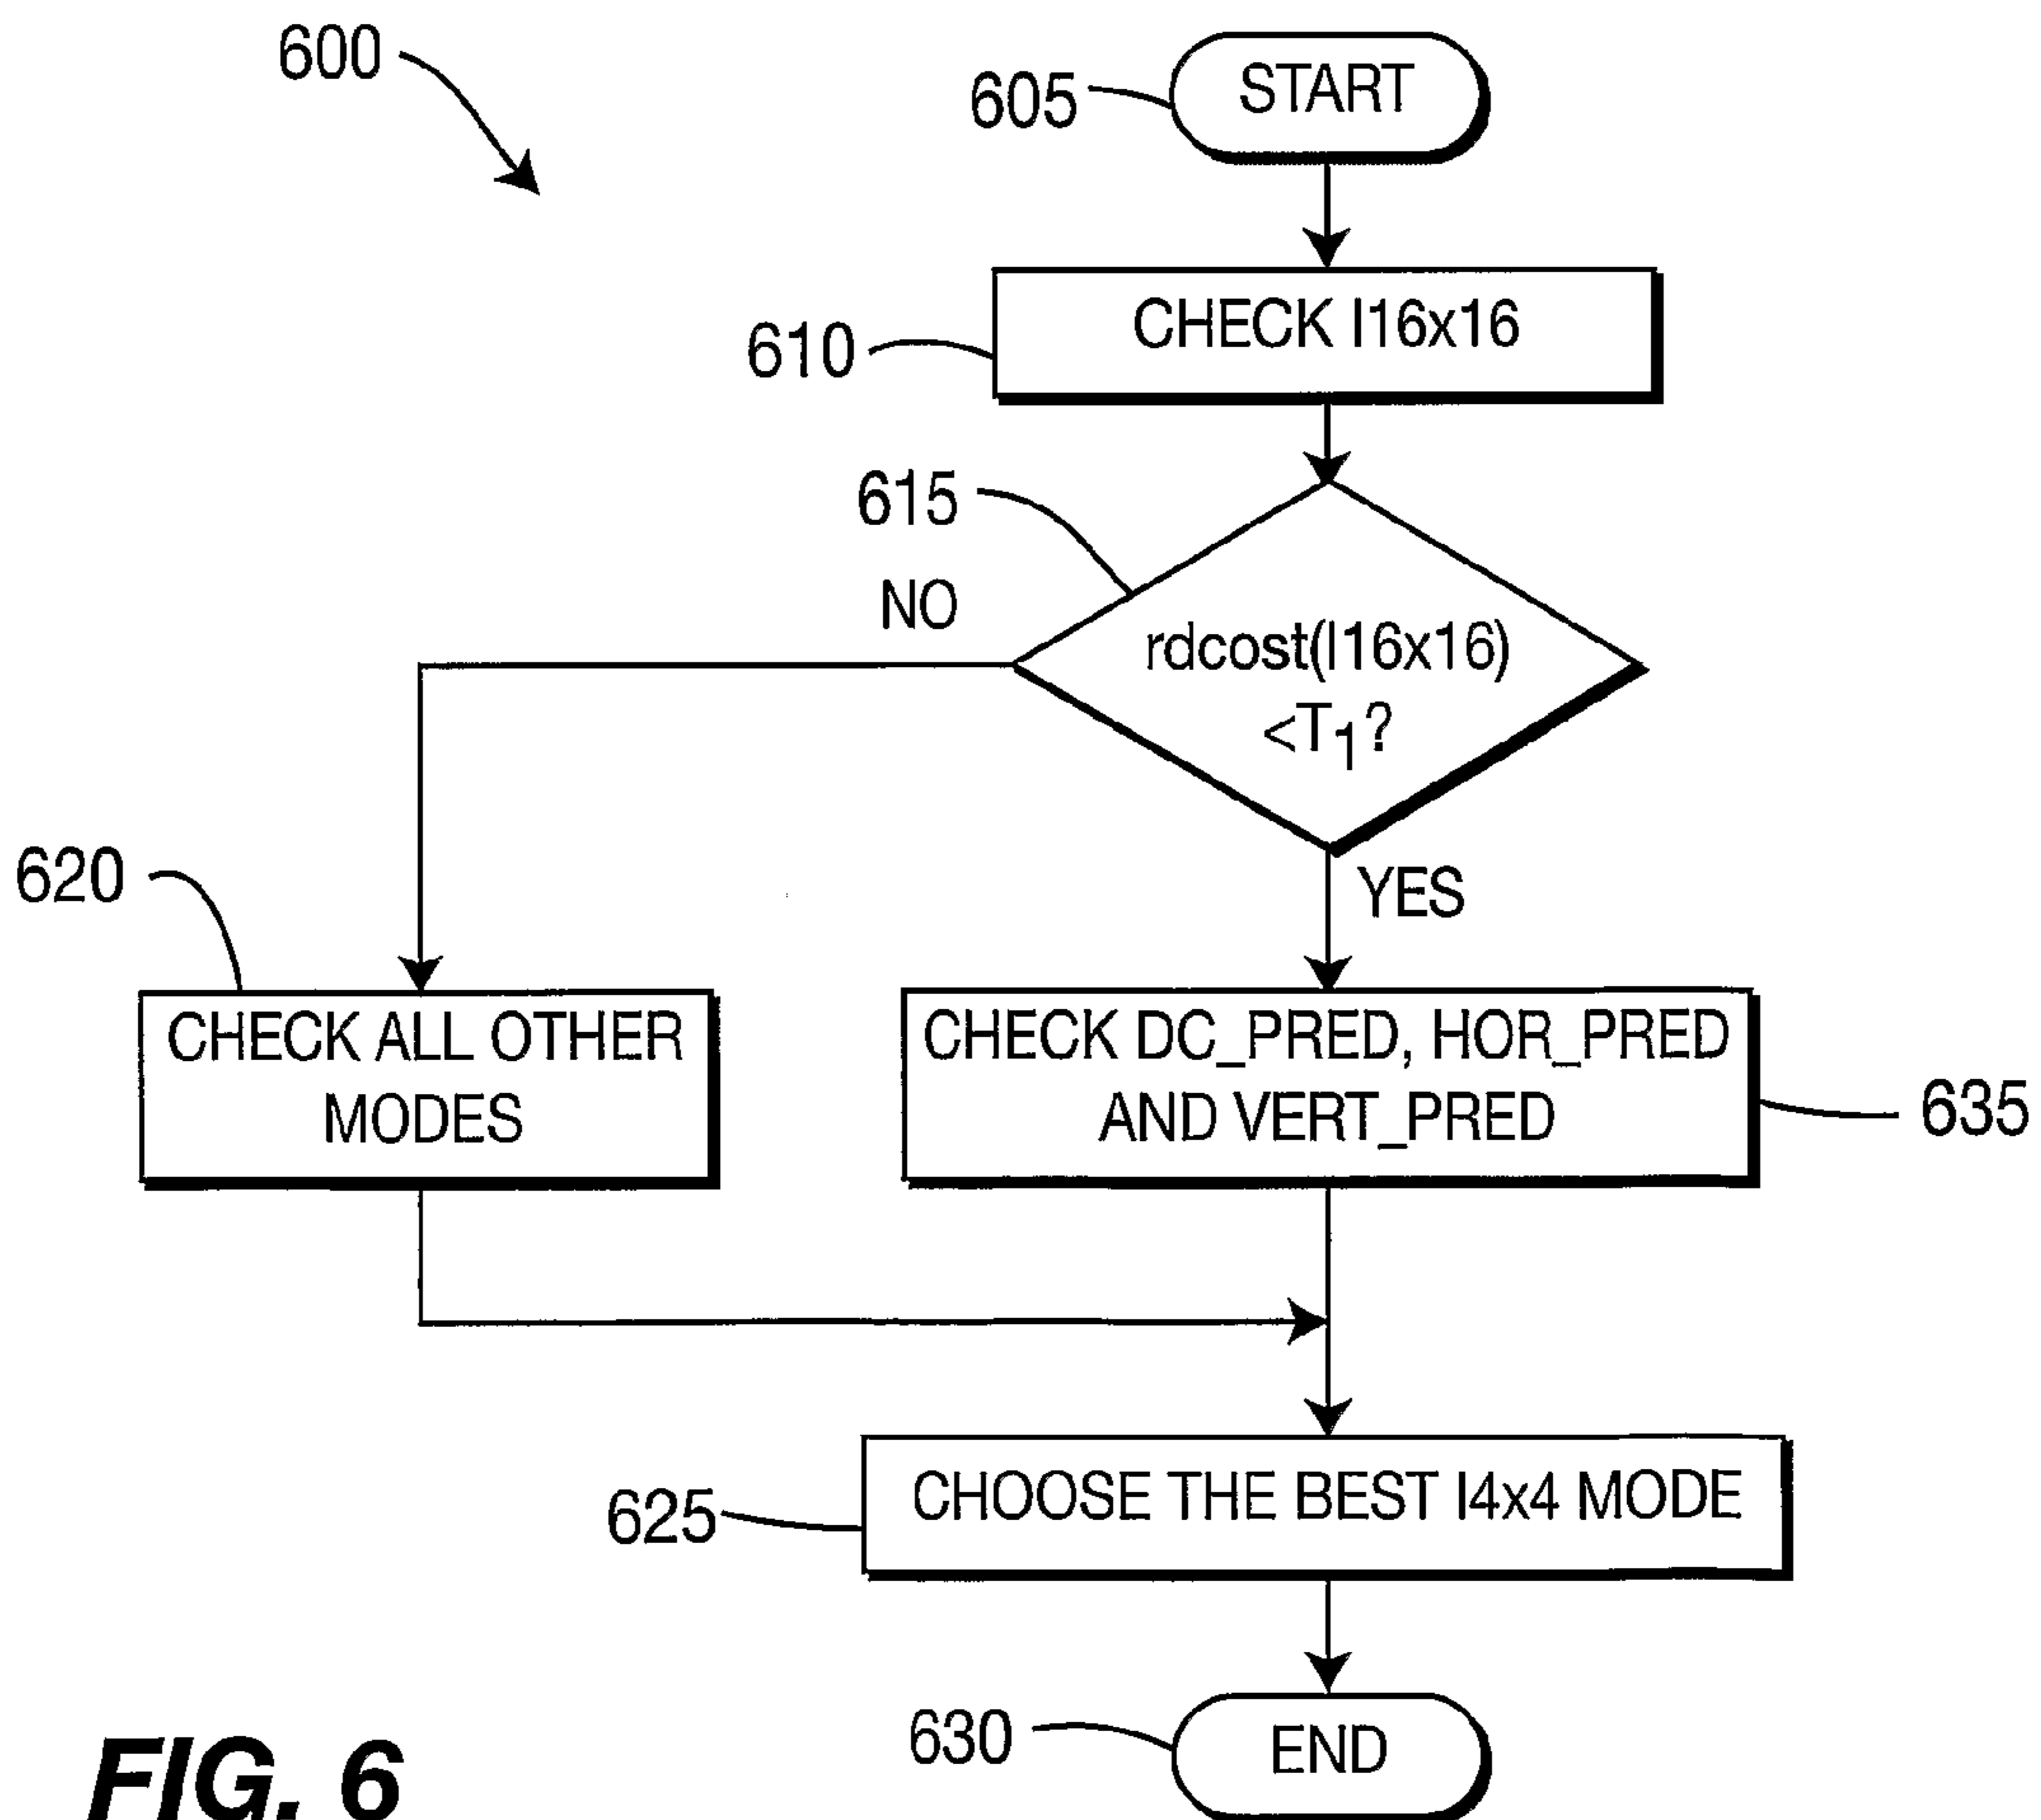 600
605
START
CHECK I16x16
610
615
NO
rdcost(I16x16)
<T1?
YES
620
CHECK ALL OTHER
MODES
CHECK DC_PRED, HOR_PRED
AND VERT_PRED
635
CHOOSE THE BEST I4x4 MODE
625
630
END
FIG. 6